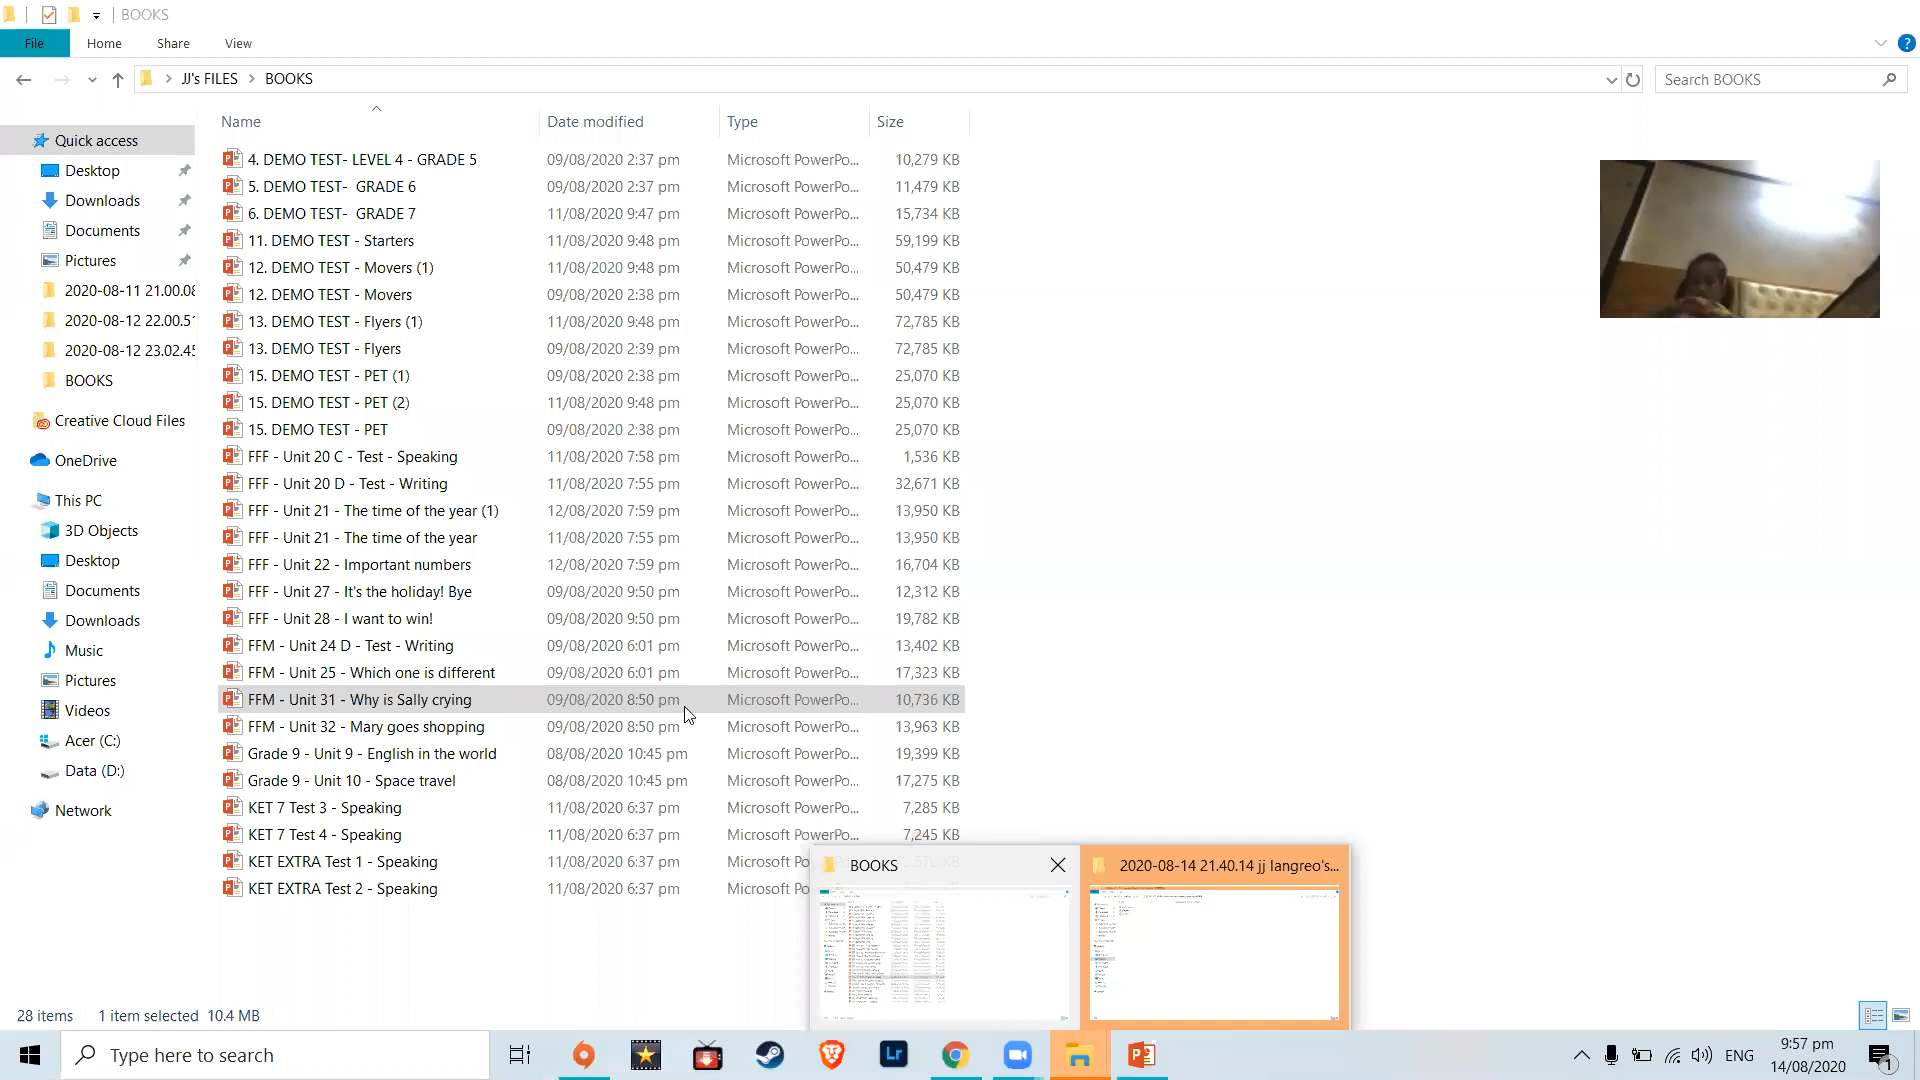 BOOKS
File Home Share View
JJ's FILES BOOKS Search BOOKS
Name Date modified Type Size
Quick access
Desktop
Downloads
Documents
Pictures
2020-08-11 21.00.08
2020-08-12 22.00.51
2020-08-12 23.02.45
BOOKS
Creative Cloud Files
OneDrive
This PC
3D Objects
Desktop
Documents
Downloads
Music
Pictures
Videos
Acer (C:)
Data (D:)
Network
4. DEMO TEST- LEVEL 4 - GRADE 5 09/08/2020 2:37 pm Microsoft PowerPo... 10,279 KB
5. DEMO TEST- GRADE 6 09/08/2020 2:37 pm Microsoft PowerPo... 11,479 KB
6. DEMO TEST- GRADE 7 11/08/2020 9:47 pm Microsoft PowerPo... 15,734 KB
11. DEMO TEST - Starters 11/08/2020 9:48 pm Microsoft PowerPo... 59,199 KB
12. DEMO TEST - Movers (1) 11/08/2020 9:48 pm Microsoft PowerPo... 50,479 KB
12. DEMO TEST - Movers 09/08/2020 2:38 pm Microsoft PowerPo... 50,479 KB
13. DEMO TEST - Flyers (1) 11/08/2020 9:48 pm Microsoft PowerPo... 72,785 KB
13. DEMO TEST - Flyers 09/08/2020 2:39 pm Microsoft PowerPo... 72,785 KB
15. DEMO TEST - PET (1) 09/08/2020 2:38 pm Microsoft PowerPo... 25,070 KB
15. DEMO TEST - PET (2) 11/08/2020 9:48 pm Microsoft PowerPo... 25,070 KB
15. DEMO TEST - PET 09/08/2020 2:38 pm Microsoft PowerPo... 25,070 KB
FFF - Unit 20 C - Test - Speaking 11/08/2020 7:58 pm Microsoft PowerPo... 1,536 KB
FFF - Unit 20 D - Test - Writing 11/08/2020 7:55 pm Microsoft PowerPo... 32,671 KB
FFF - Unit 21 - The time of the year (1) 12/08/2020 7:59 pm Microsoft PowerPo... 13,950 KB
FFF - Unit 21 - The time of the year 11/08/2020 7:55 pm Microsoft PowerPo... 13,950 KB
FFF - Unit 22 - Important numbers 12/08/2020 7:59 pm Microsoft PowerPo... 16,704 KB
FFF - Unit 27 - It's the holiday! Bye 09/08/2020 9:50 pm Microsoft PowerPo... 12,312 KB
FFF - Unit 28 - I want to win! 09/08/2020 9:50 pm Microsoft PowerPo... 19,782 KB
FFM - Unit 24 D - Test - Writing 09/08/2020 6:01 pm Microsoft PowerPo... 13,402 KB
FFM - Unit 25 - Which one is different 09/08/2020 6:01 pm Microsoft PowerPo... 17,323 KB
FFM - Unit 31 - Why is Sally crying 09/08/2020 8:50 pm Microsoft PowerPo... 10,736 KB
FFM - Unit 32 - Mary goes shopping 09/08/2020 8:50 pm Microsoft PowerPo... 13,963 KB
Grade 9 - Unit 9 - English in the world 08/08/2020 10:45 pm Microsoft PowerPo... 19,399 KB
Grade 9 - Unit 10 - Space travel 08/08/2020 10:45 pm Microsoft PowerPo... 17,275 KB
KET 7 Test 3 - Speaking 11/08/2020 6:37 pm Microsoft PowerPo... 7,285 KB
KET 7 Test 4 - Speaking 11/08/2020 6:37 pm Microsoft PowerPo... 7,245 KB
KET EXTRA Test 1 - Speaking 11/08/2020 6:37 pm
KET EXTRA Test 2 - Speaking 11/08/2020 6:37 pm
BOOKS 2020-08-14 21.40.14 jj langreo's...
28 items 1 item selected 10.4 MB
Type here to search
Lr
ENG
9:57 pm
14/08/2020
1